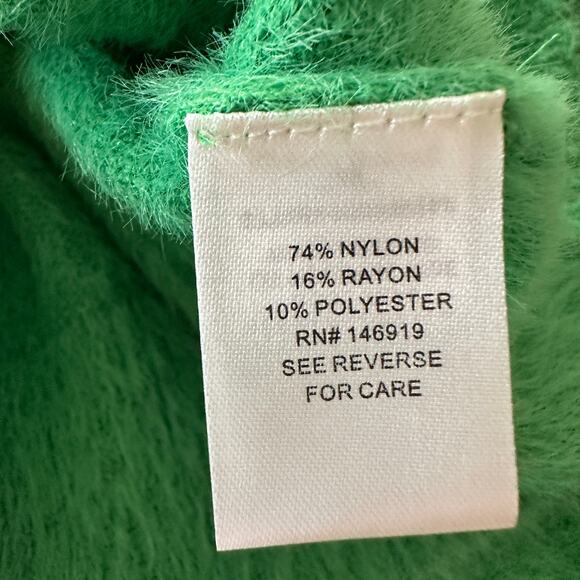 74% NYLON
16% RAYON
10% POLYESTER
RN# 146919
SEE REVERSE
FOR CARE